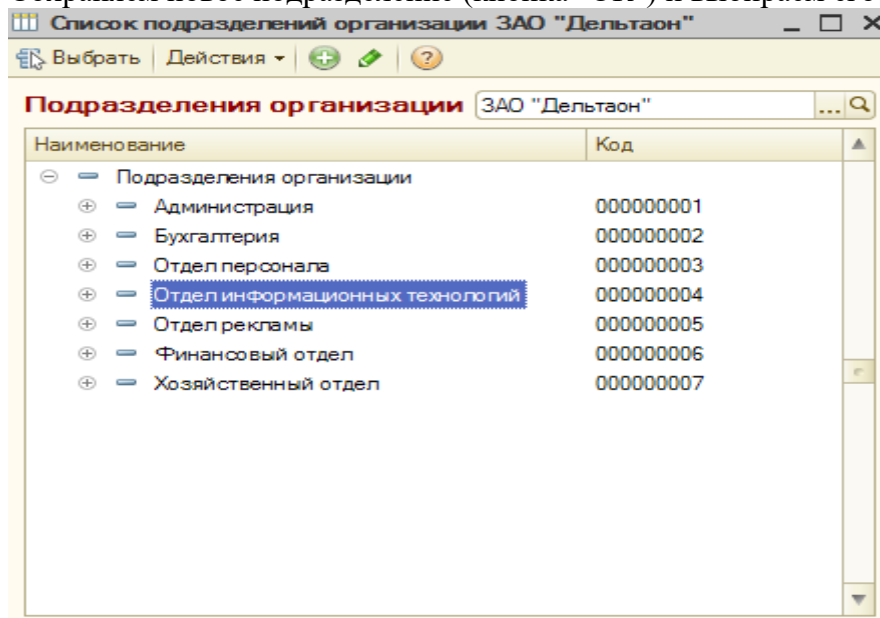 Список подразделений организации ЗАО "Дельтаон"
Выбрать Действия
Подразделения организации ЗАО "Дельтаон" ...
Наименование Код
Подразделения организации
Администрация 000000001
Бухгалтерия 000000002
Отдел персонала 000000003
Отдел информационных технологий 000000004
Отдел рекламы 000000005
Финансовый отдел 000000006
Хозяйственный отдел 000000007